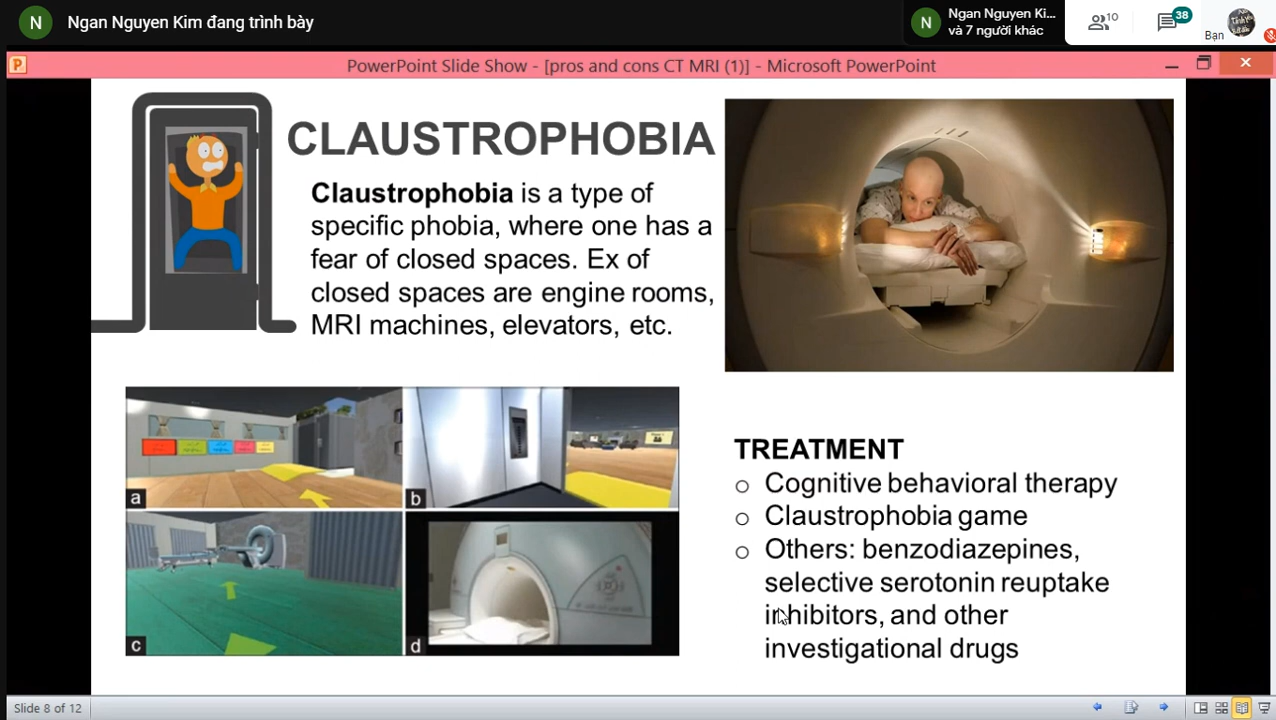 N
Ngan Nguyen Kim đang trình bày
N
Ngan Nguyen Ki...
và 7 người khác
10
38
Bạn
PowerPoint Slide Show - [pros and cons CT MRI (1)] - Microsoft PowerPoint
CLAUSTROPHOBIA
Claustrophobia is a type of
specific phobia, where one has a
fear of closed spaces. Ex of
closed spaces are engine rooms,
MRI machines, elevators, etc.
a
b
c
d
TREATMENT
Cognitive behavioral therapy
Claustrophobia game
Others: benzodiazepines,
selective serotonin reuptake
inhibitors, and other
investigational drugs
Slide 8 of 12